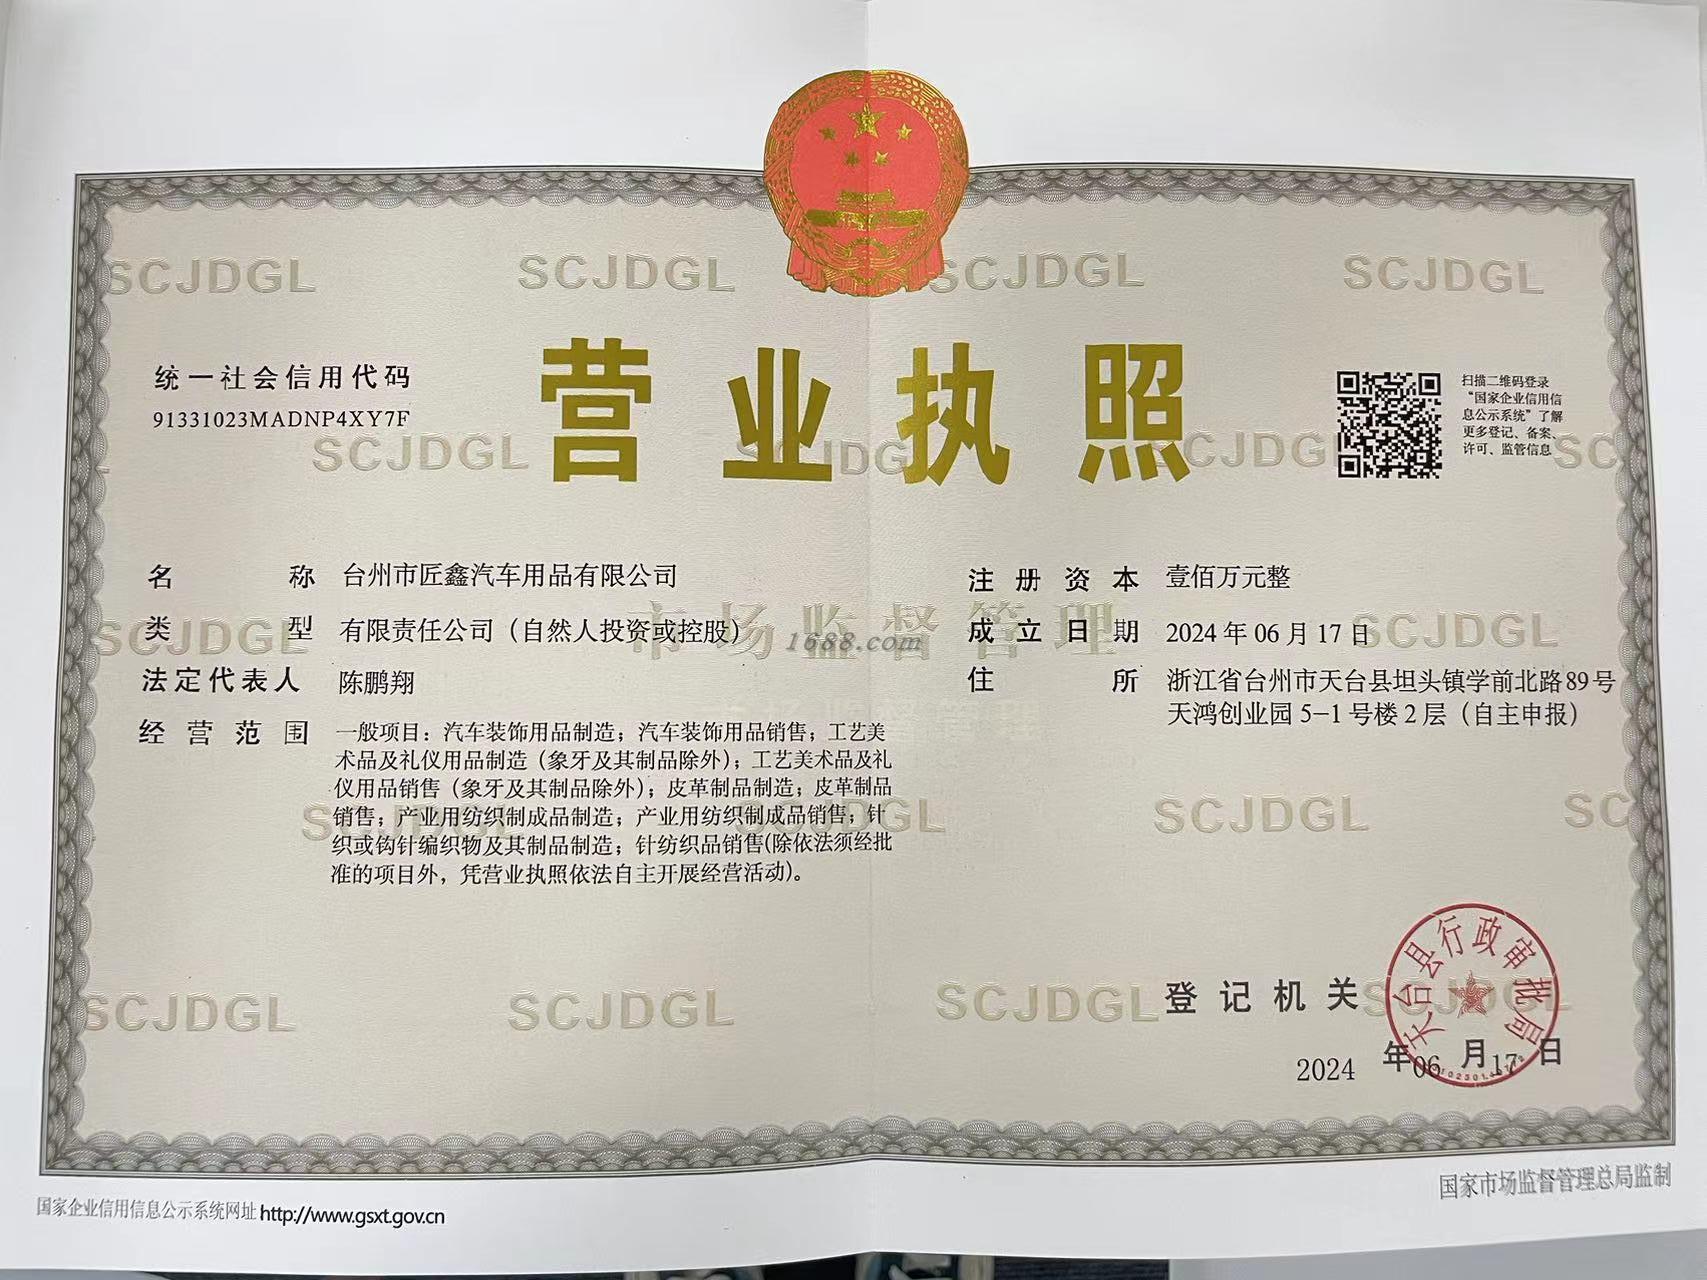 SCJDGL SCJDGL SCJDGL SCJDGL
营业执照
统一社会信用代码
91331023MADNP4XY7F
扫描二维码登录
“国家企业信用信
息公示系统”了解
更多登记、备案、
许可、监管信息
SCJDGL
名 称 台州市匠鑫汽车用品有限公司
类 型 有限责任公司（自然人投资或控股）
法定代表人 陈鹏翔
经营范围 一般项目：汽车装饰用品制造；汽车装饰用品销售；工艺美
术品及礼仪用品制造（象牙及其制品除外）；工艺美术品及礼
仪用品销售（象牙及其制品除外）；皮革制品制造；皮革制品
销售；产业用纺织制成品制造；产业用纺织制成品销售；针
织或钩针编织物及其制品制造；针纺织品销售(除依法须经批
准的项目外，凭营业执照依法自主开展经营活动)。
注册资本 壹佰万元整
成立日期 2024年06月17日
住 所 浙江省台州市天台县坦头镇学前北路89号
天鸿创业园5-1号楼2层（自主申报）
市场监督管理
1688.com
SCJDGL SCJDGL
SCJDGL SCJDGL
SCJDGL SCJDGL SCJDGL
登记机关
天台县行政审批局
2024 年06 月17 日
国家企业信用信息公示系统网址 http://www.gsxt.gov.cn
国家市场监督管理总局监制